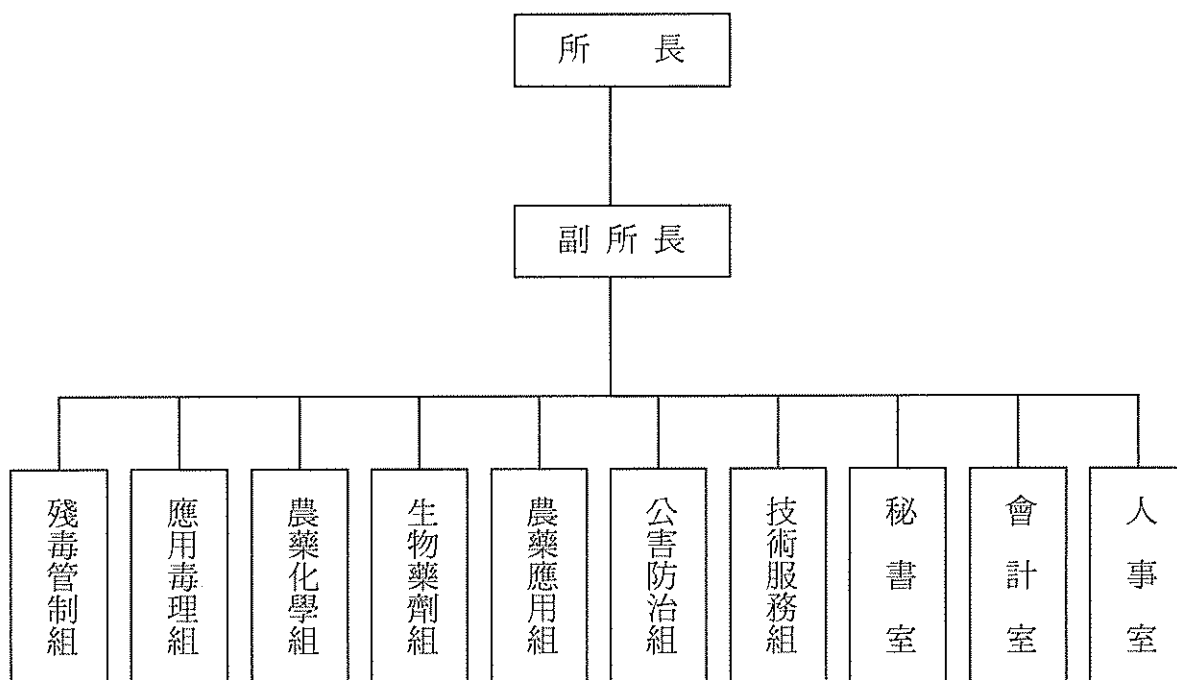 所長
副所長
殘毒管制組
應用毒理組
農藥化學組
生物藥劑組
農藥應用組
公害防治組
技術服務組
秘書室
會計室
人事室